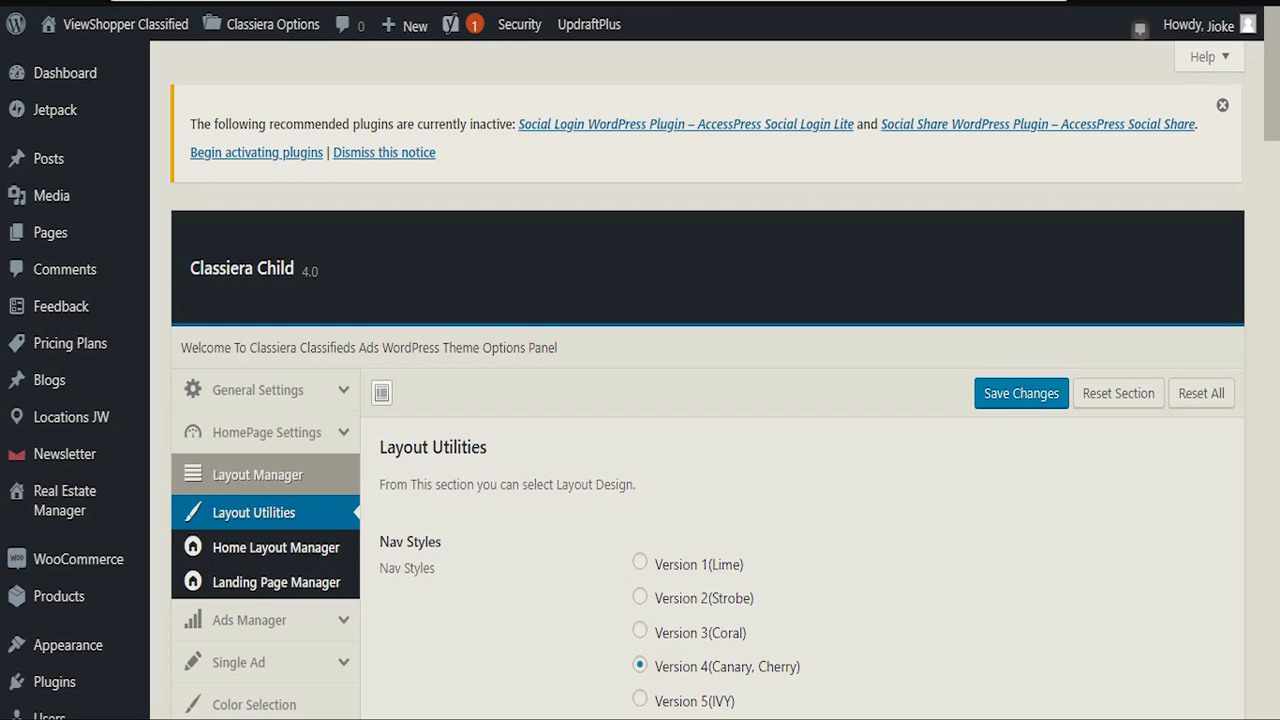 ViewShopper Classified Classiera Options 0 New 1 Security UpdraftPlus Howdy, Jioke
Help
Dashboard
Jetpack
Posts
Media
Pages
Comments
Feedback
Pricing Plans
Blogs
Locations JW
Newsletter
Real Estate
Manager
WooCommerce
Products
Appearance
Plugins
Users
The following recommended plugins are currently inactive: Social Login WordPress Plugin – AccessPress Social Login Lite and Social Share WordPress Plugin – AccessPress Social Share.
Begin activating plugins | Dismiss this notice
Classiera Child 4.0
Welcome To Classiera Classifieds Ads WordPress Theme Options Panel
General Settings
HomePage Settings
Layout Manager
Layout Utilities
Home Layout Manager
Landing Page Manager
Ads Manager
Single Ad
Color Selection
Save Changes Reset Section Reset All
Layout Utilities
From This section you can select Layout Design.
Nav Styles
Nav Styles
Version 1(Lime)
Version 2(Strobe)
Version 3(Coral)
Version 4(Canary, Cherry)
Version 5(IVY)